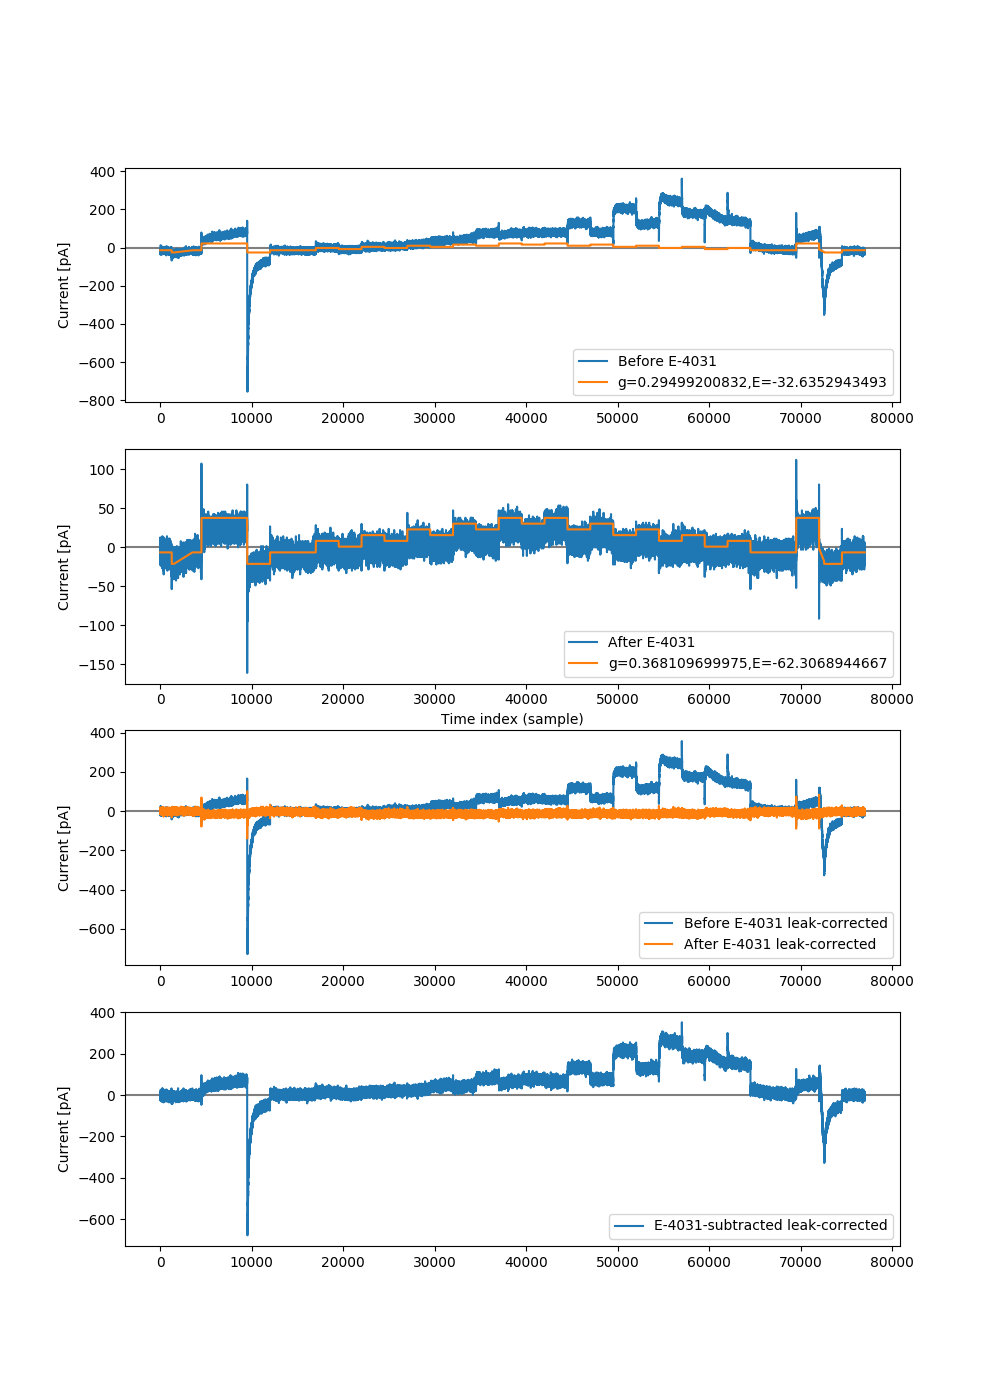 400
200
0
−200
−400
−600
−800
Current [pA]
Before E-4031
g=0.29499200832,E=-32.6352943493
0 10000 20000 30000 40000 50000 60000 70000 80000
100
50
0
−50
−100
−150
Current [pA]
After E-4031
g=0.368109699975,E=-62.3068944667
0 10000 20000 30000 40000 50000 60000 70000 80000
Time index (sample)
400
200
0
−200
−400
−600
Current [pA]
Before E-4031 leak-corrected
After E-4031 leak-corrected
0 10000 20000 30000 40000 50000 60000 70000 80000
400
200
0
−200
−400
−600
Current [pA]
E-4031-subtracted leak-corrected
0 10000 20000 30000 40000 50000 60000 70000 80000